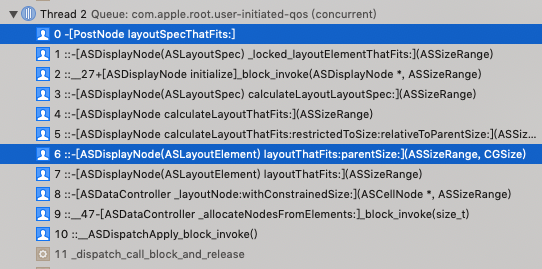 Thread 2 Queue: com.apple.root.user-initiated-qos (concurrent)
0 -[PostNode layoutSpecThatFits:]
1 ::-[ASDisplayNode(ASLayoutSpec) _locked_layoutElementThatFits:](ASSizeRange)
2 ::__27+[ASDisplayNode initialize]_block_invoke(ASDisplayNode *, ASSizeRange)
3 ::-[ASDisplayNode(ASLayoutSpec) calculateLayoutLayoutSpec:](ASSizeRange)
4 ::-[ASDisplayNode calculateLayoutThatFits:](ASSizeRange)
5 ::-[ASDisplayNode calculateLayoutThatFits:restrictedToSize:relativeToParentSize:](ASSiz...
6 ::-[ASDisplayNode(ASLayoutElement) layoutThatFits:parentSize:](ASSizeRange, CGSize)
7 ::-[ASDisplayNode(ASLayoutElement) layoutThatFits:](ASSizeRange)
8 ::-[ASDataController _layoutNode:withConstrainedSize:](ASCellNode *, ASSizeRange)
9 ::__47-[ASDataController _allocateNodesFromElements:]_block_invoke(size_t)
10 ::__ASDispatchApply_block_invoke()
11 _dispatch_call_block_and_release